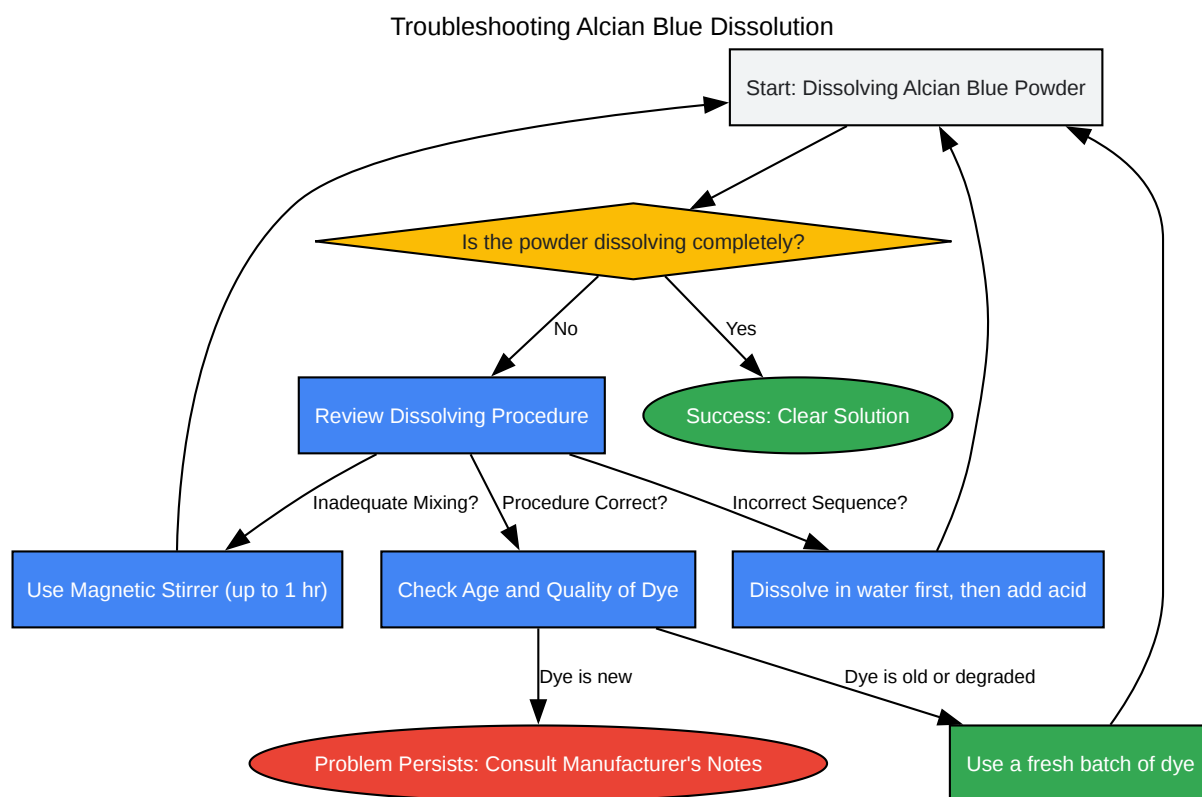 Troubleshooting Alcian Blue Dissolution
Start: Dissolving Alcian Blue Powder
Is the powder dissolving completely?
No
Yes
Review Dissolving Procedure
Success: Clear Solution
Inadequate Mixing?
Procedure Correct?
Incorrect Sequence?
Use Magnetic Stirrer (up to 1 hr)
Check Age and Quality of Dye
Dissolve in water first, then add acid
Dye is new
Dye is old or degraded
Problem Persists: Consult Manufacturer's Notes
Use a fresh batch of dye